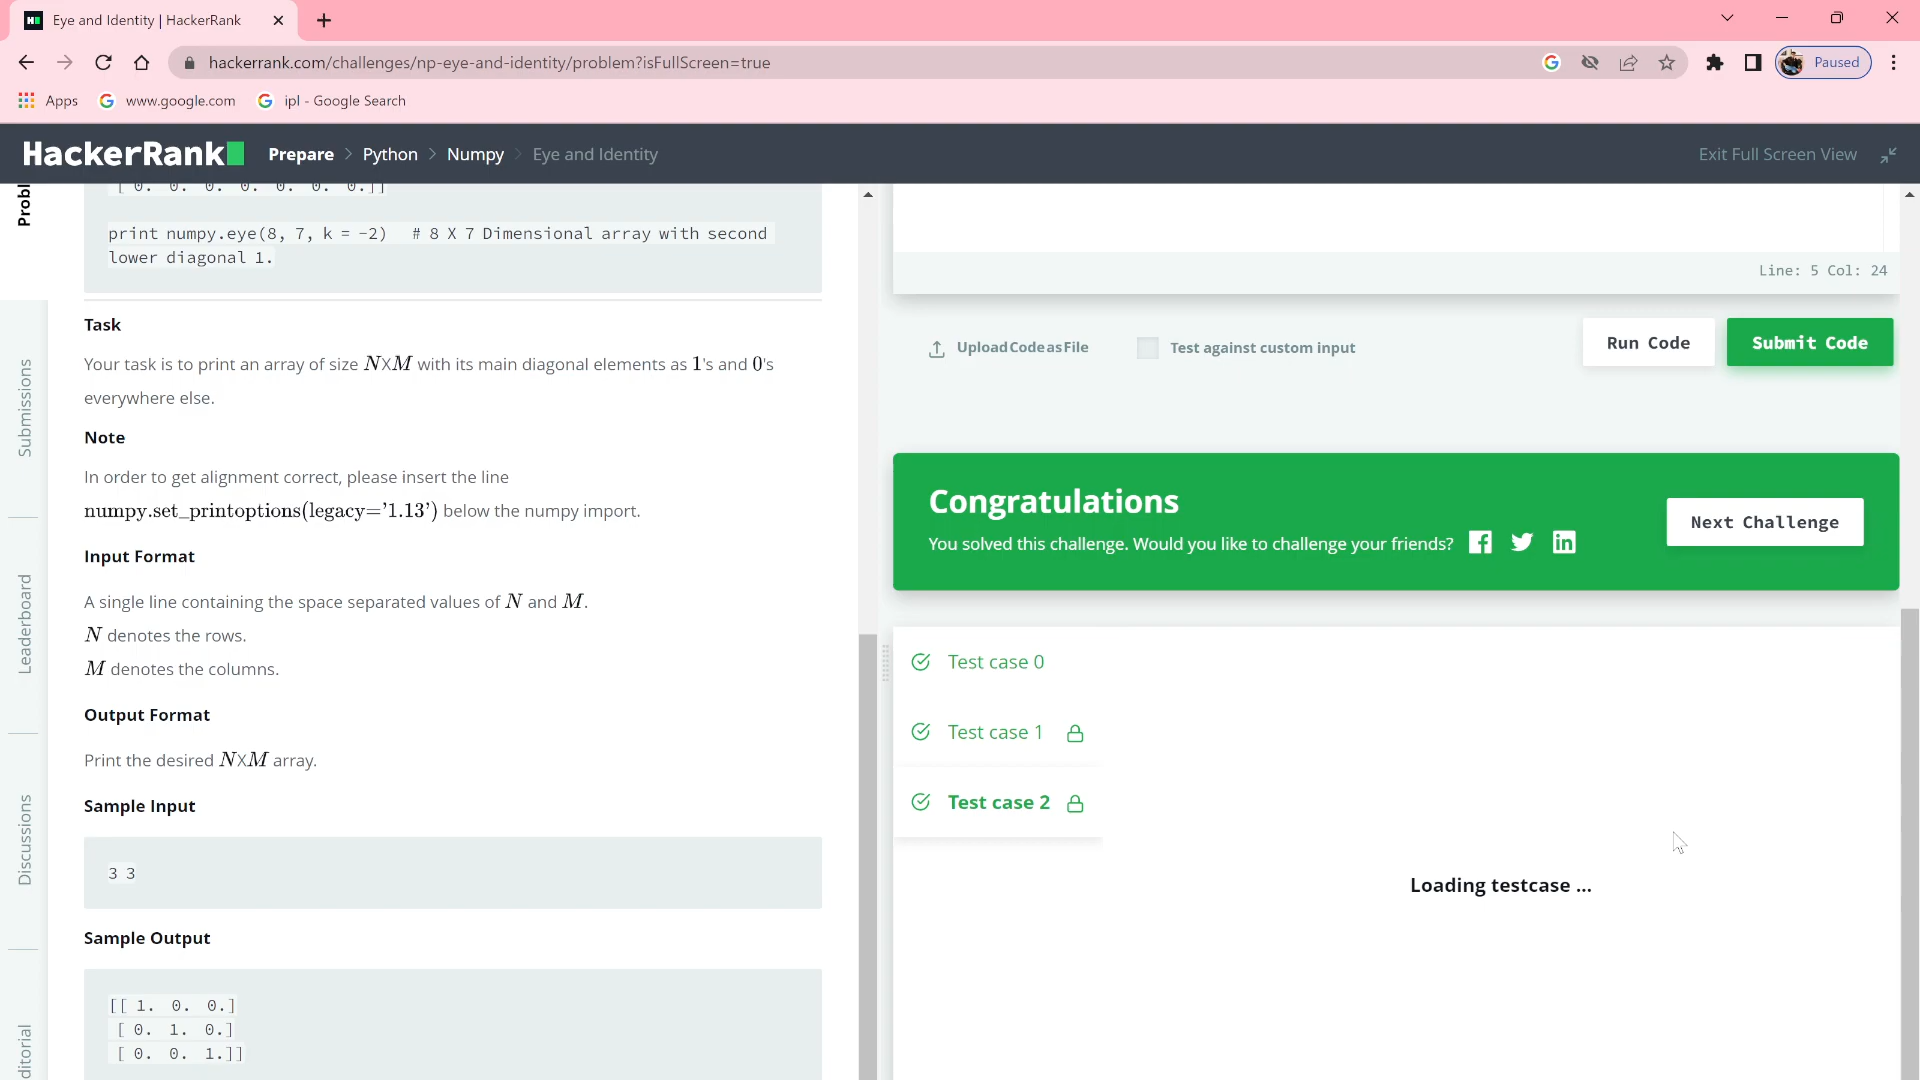 Eye and Identity | HackerRank
hackerrank.com/challenges/np-eye-and-identity/problem?isFullScreen=true
Paused
Apps
www.google.com
ipl - Google Search
HackerRank
Prepare > Python > Numpy > Eye and Identity
Exit Full Screen View
Probl
Submissions
Leaderboard
Discussions
ditorial
[ 0. 0. 0. 0. 0. 0. 0.]]
print numpy.eye(8, 7, k = -2) # 8 X 7 Dimensional array with second
lower diagonal 1.
Task
Your task is to print an array of size NXM with its main diagonal elements as 1's and 0's
everywhere else.
Note
In order to get alignment correct, please insert the line
numpy.set_printoptions(legacy='1.13') below the numpy import.
Input Format
A single line containing the space separated values of N and M.
N denotes the rows.
M denotes the columns.
Output Format
Print the desired NXM array.
Sample Input
3 3
Sample Output
[[ 1. 0. 0.]
[ 0. 1. 0.]
[ 0. 0. 1.]]
Line: 5 Col: 24
Upload Code as File
Test against custom input
Run Code
Submit Code
Congratulations
You solved this challenge. Would you like to challenge your friends?
Next Challenge
Test case 0
Test case 1
Test case 2
Loading testcase ...